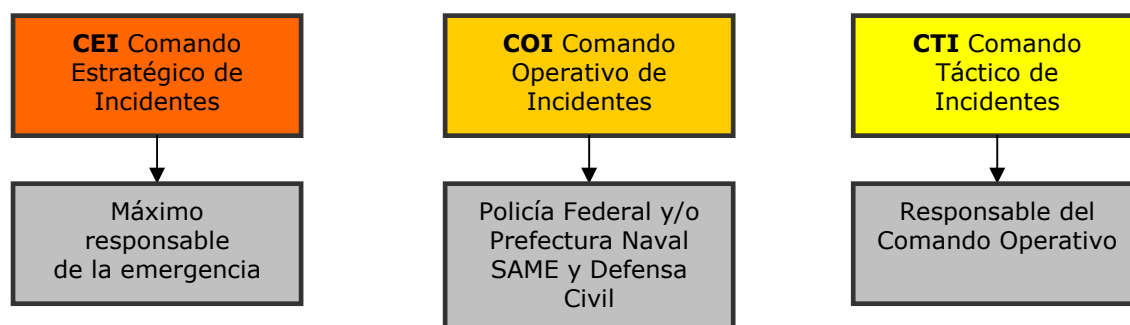 CEI Comando
Estratégico de
Incidentes
Máximo
responsable
de la emergencia
COI Comando
Operativo de
Incidentes
Policía Federal y/o
Prefectura Naval
SAME y Defensa
Civil
CTI Comando
Táctico de
Incidentes
Responsable del
Comando Operativo